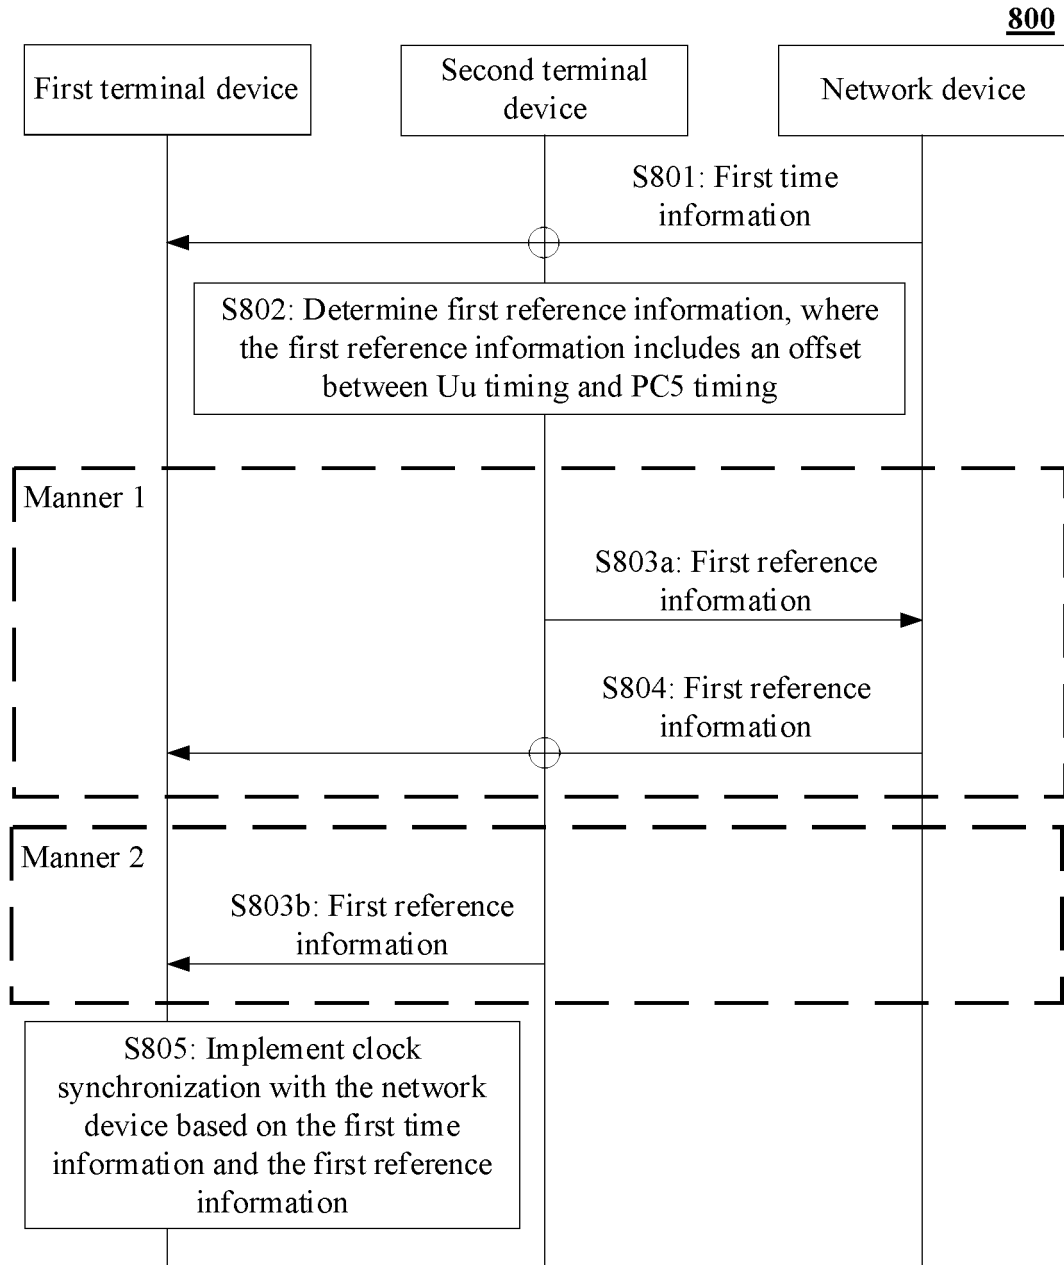 800
First terminal device
Second terminal
device
Network device
S801: First time
information
S802: Determine first reference information, where
the first reference information includes an offset
between Uu timing and PC5 timing
Manner 1
S803a: First reference
information
S804: First reference
information
Manner 2
S803b: First reference
information
S805: Implement clock
synchronization with the network
device based on the first time
information and the first reference
information